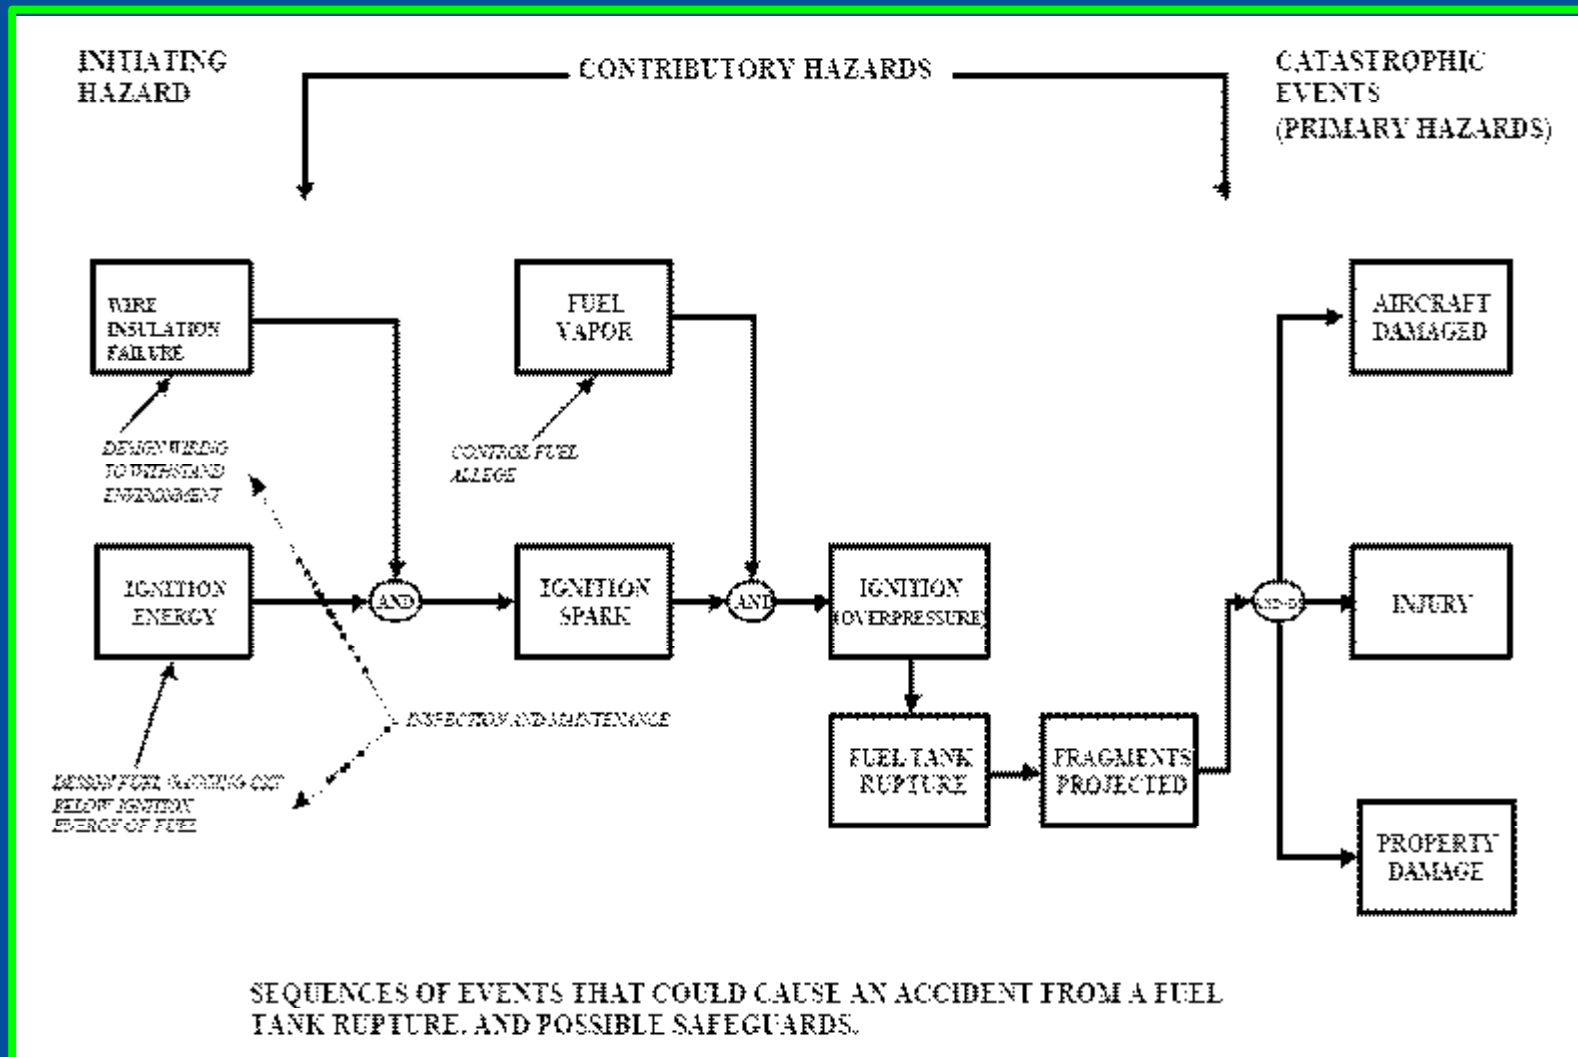 INITIATING
HAZARD
CONTRIBUTORY HAZARDS
CATASTROPHIC
EVENTS
(PRIMARY HAZARDS)
WIRE
INSULATION
FAILURE
FUEL
VAPOR
AIRCRAFT
DAMAGED
DESIGN WIRING
TO WITHSTAND
ENVIRONMENT
CONTROL FUEL
ALLEGE
IGNITION
ENERGY
AND
IGNITION
SPARK
AND
IGNITION
(OVERPRESSURE)
INJURY
INSPECTION AND MAINTENANCE
FUEL TANK
RUPTURE
FRAGMENTS
PROJECTED
DESIGN FUEL
BELOW IGNITION
ENERGY OF FUEL
PROPERTY
DAMAGE
SEQUENCES OF EVENTS THAT COULD CAUSE AN ACCIDENT FROM A FUEL
TANK RUPTURE. AND POSSIBLE SAFEGUARDS.